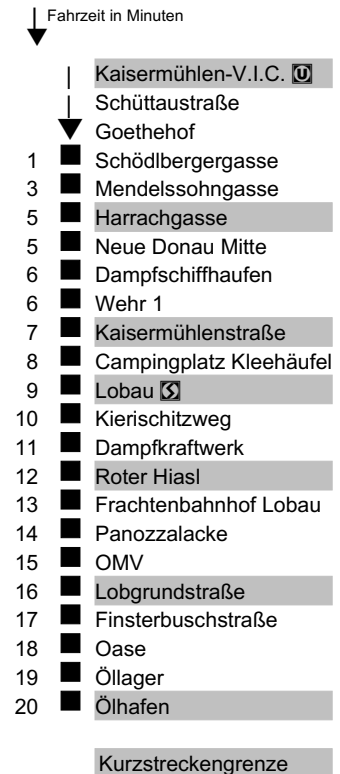 Fahrzeit in Minuten
Kaisermühlen-V.I.C. U
Schüttaustraße
Goethehof
1 Schödlbergergasse
3 Mendelssohngasse
5 Harrachgasse
5 Neue Donau Mitte
6 Dampfschiffhaufen
6 Wehr 1
7 Kaisermühlenstraße
8 Campingplatz Kleehäufel
9 Lobau S
10 Kierischitzweg
11 Dampfkraftwerk
12 Roter Hiasl
13 Frachtenbahnhof Lobau
14 Panozzalacke
15 OMV
16 Lobgrundstraße
17 Finsterbuschstraße
18 Oase
19 Öllager
20 Ölhafen
Kurzstreckengrenze